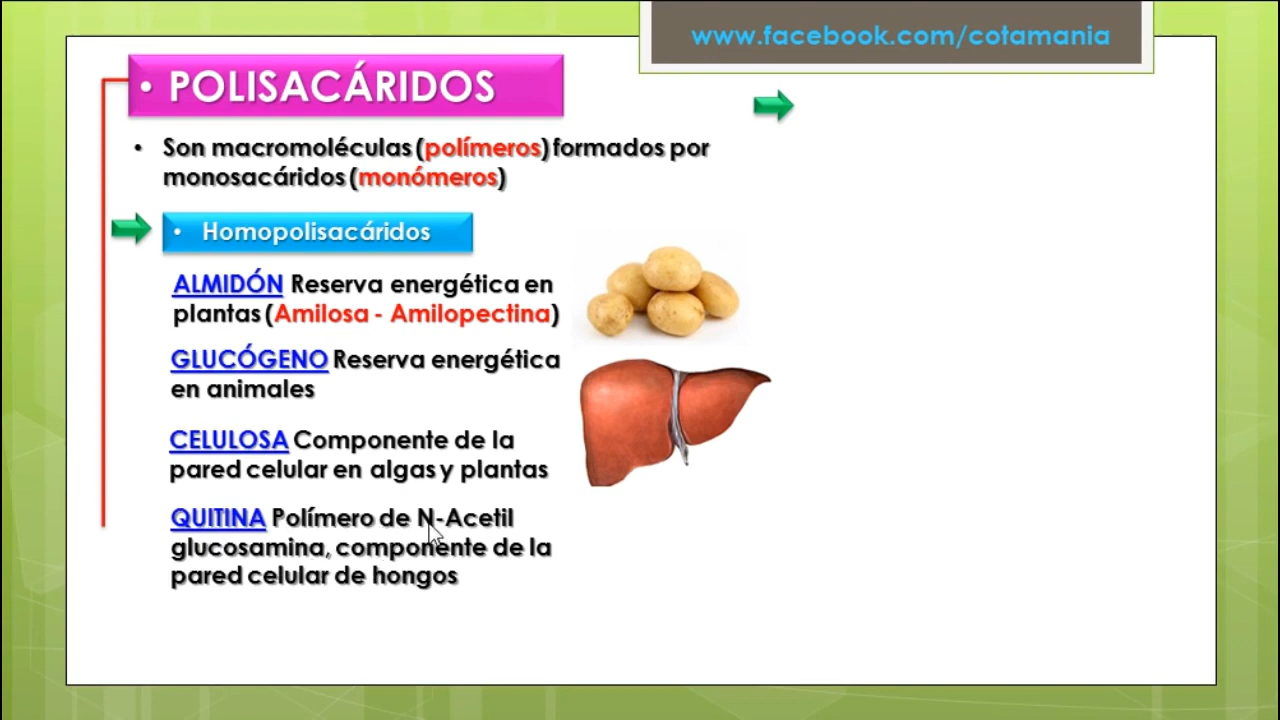 www.facebook.com/cotamania
• POLISACÁRIDOS
• Son macromoléculas (polímeros) formados por
monosacáridos (monómeros)
• Homopolisacáridos
ALMIDÓN Reserva energética en
plantas (Amilosa - Amilopectina)
GLUCÓGENO Reserva energética
en animales
CELULOSA Componente de la
pared celular en algas y plantas
QUITINA Polímero de N-Acetil
glucosamina, componente de la
pared celular de hongos